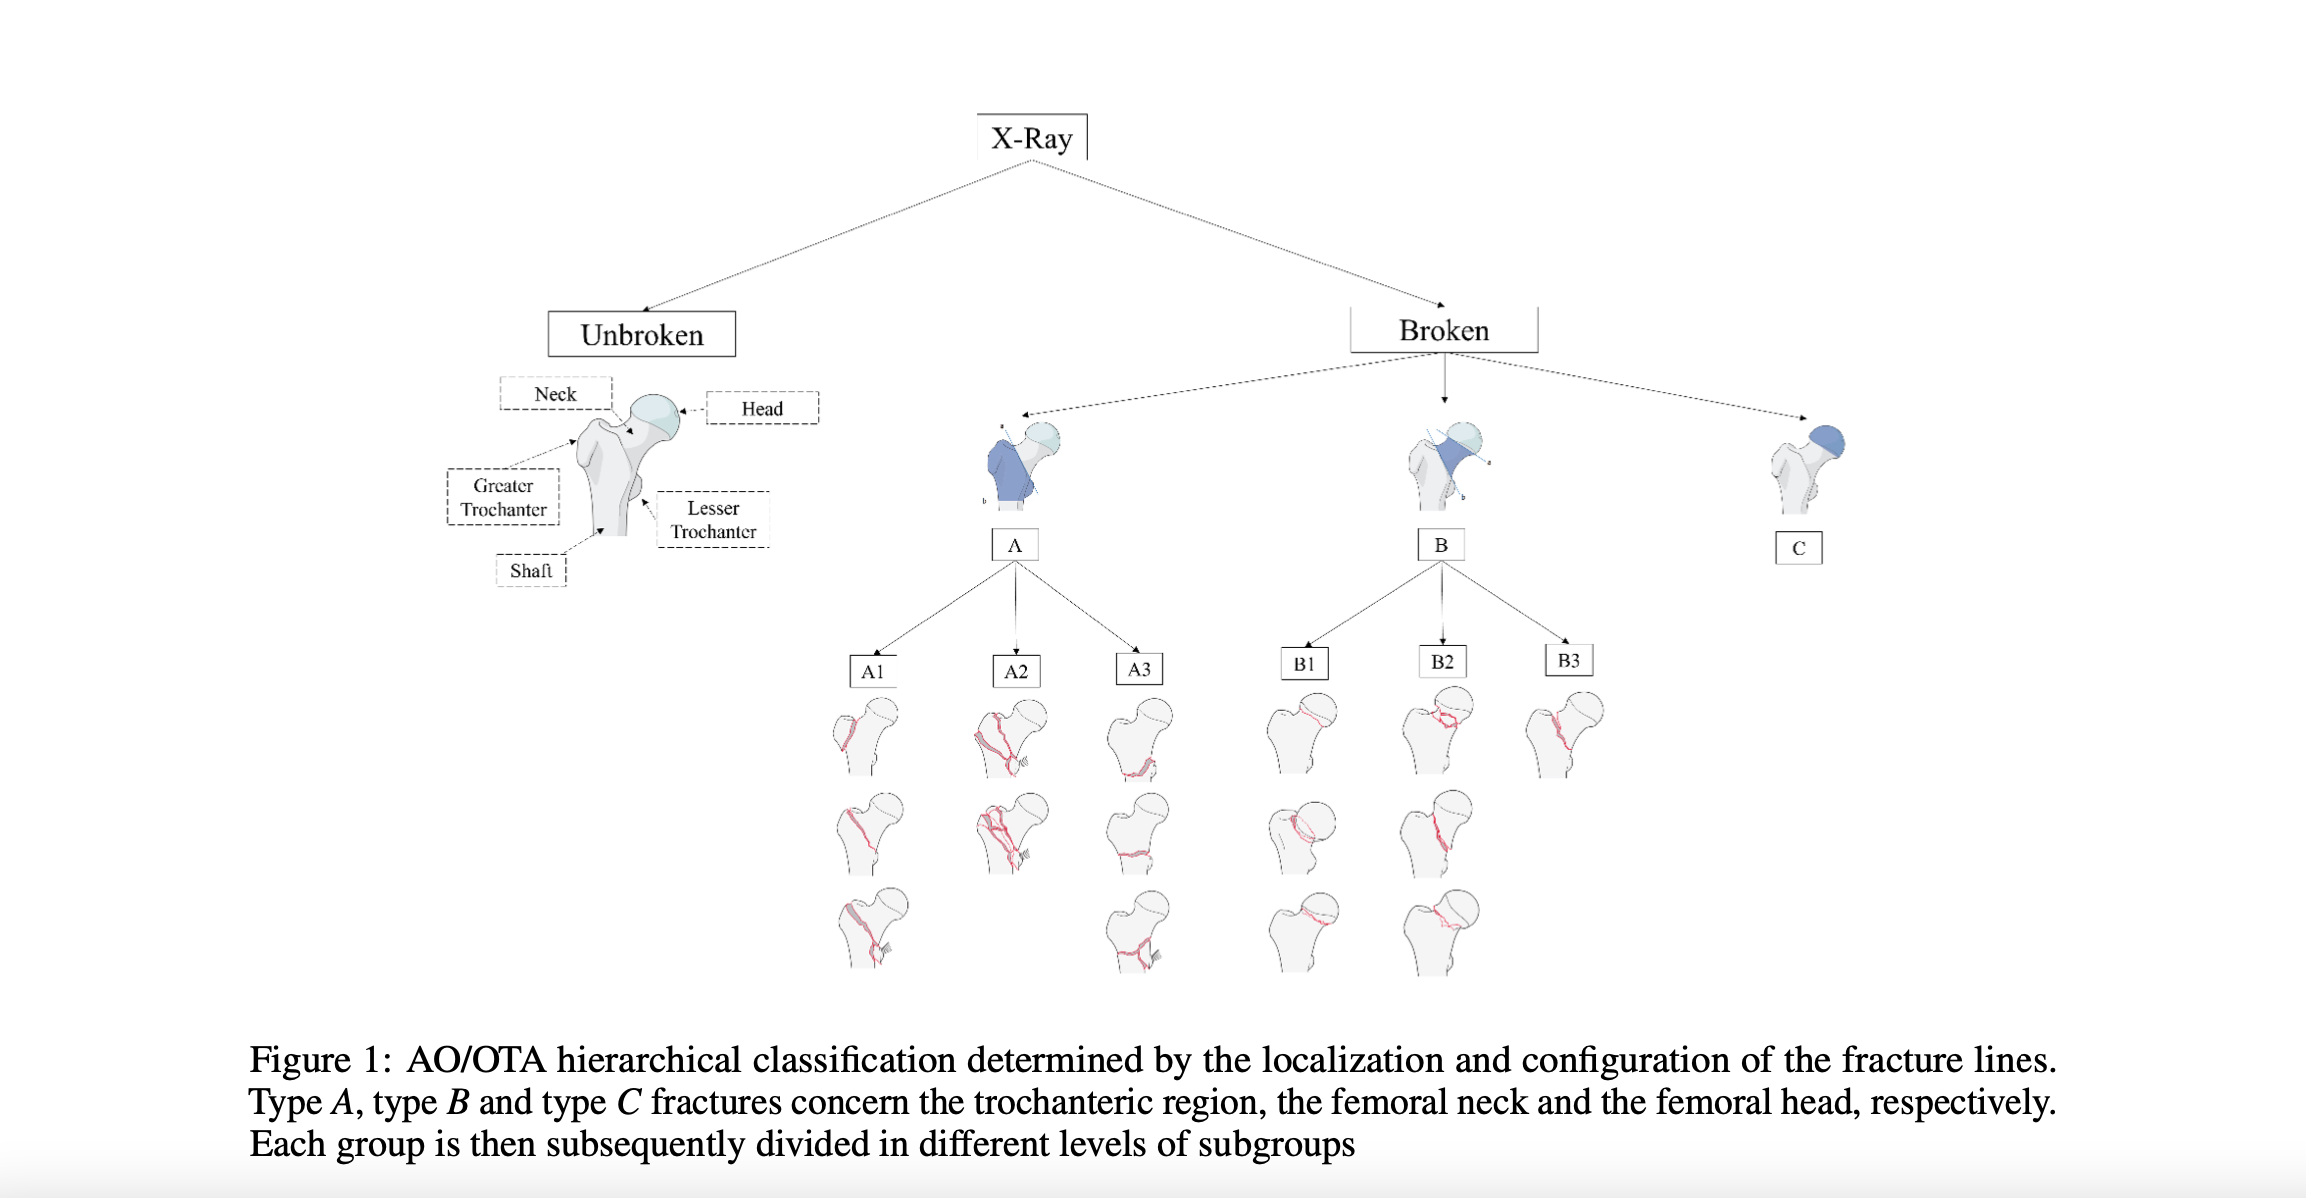 X-Ray
Unbroken
Broken
Neck
Head
Greater
Trochanter
Lesser
Trochanter
Shaft
a
b
a
b
A
B
C
A1
A2
A3
B1
B2
B3
Figure 1: AO/OTA hierarchical classification determined by the localization and configuration of the fracture lines.
Type A, type B and type C fractures concern the trochanteric region, the femoral neck and the femoral head, respectively.
Each group is then subsequently divided in different levels of subgroups